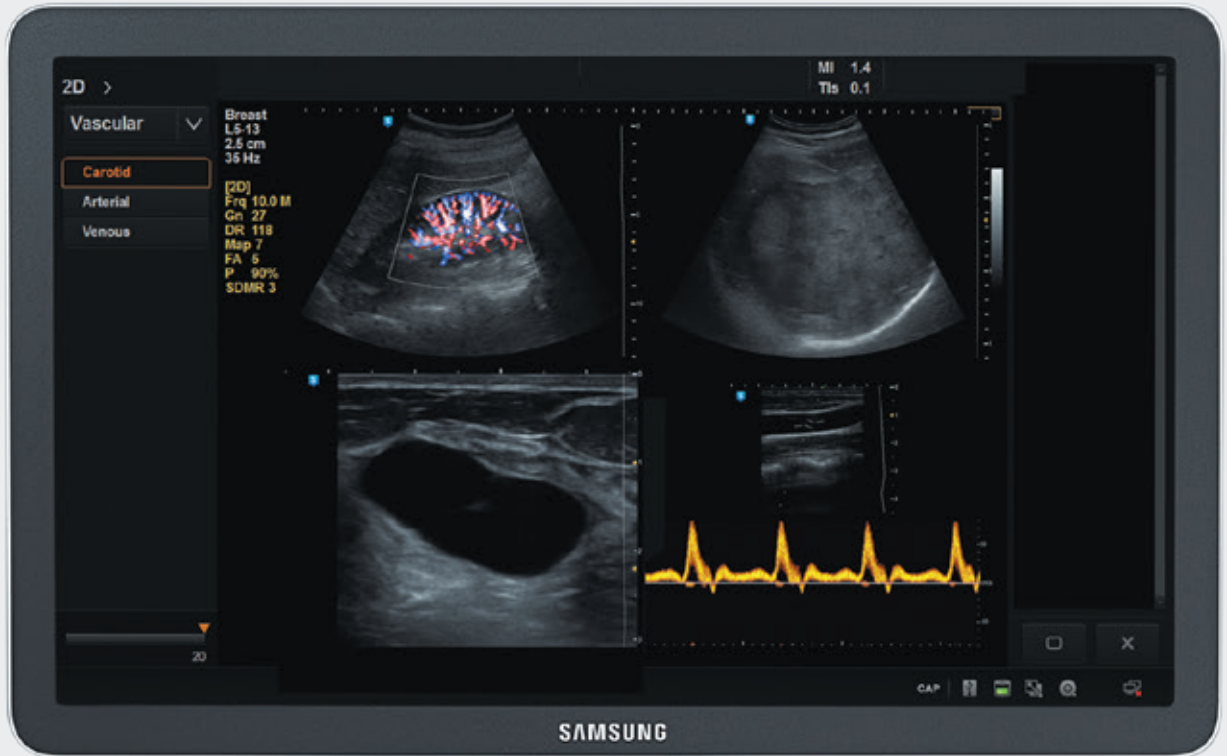 2D >
Vascular
Carotid
Arterial
Venous
20
MI 1.4
TIs 0.1
Breast
L5-13
2.5 cm
35 Hz
[2D]
Frq 10.0 M
Gn 27
DR 118
Map 7
FA 5
P 90%
SDMR 3
CAP
SAMSUNG